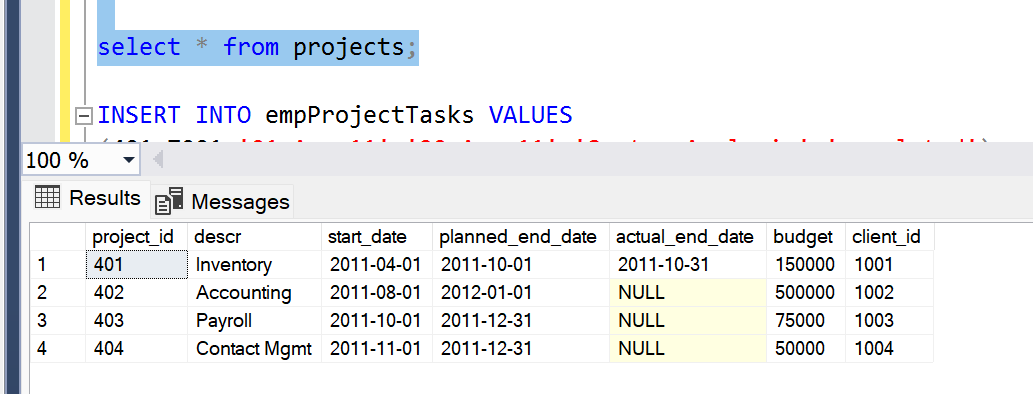 select * from projects;
INSERT INTO empProjectTasks VALUES
100 %
Results Messages
project_id descr start_date planned_end_date actual_end_date budget client_id
1 401 Inventory 2011-04-01 2011-10-01 2011-10-31 150000 1001
2 402 Accounting 2011-08-01 2012-01-01 NULL 500000 1002
3 403 Payroll 2011-10-01 2011-12-31 NULL 75000 1003
4 404 Contact Mgmt 2011-11-01 2011-12-31 NULL 50000 1004